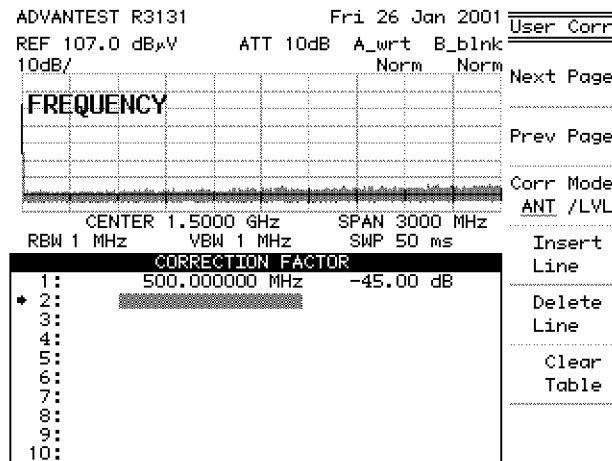 ADVANTEST R3131 Fri 26 Jan 2001
REF 107.0 dBμV ATT 10dB A_wrt B_blnk
10dB/ Norm Norm
FREQUENCY
CENTER 1.5000 GHz SPAN 3000 MHz
RBW 1 MHz VBW 1 MHz SWP 50 ms
CORRECTION FACTOR
1: 500.000000 MHz -45.00 dB
2:
3:
4:
5:
6:
7:
8:
9:
10:
User Corr
Next Page
Prev Page
Corr Mode
ANT /LVL
Insert
Line
Delete
Line
Clear
Table